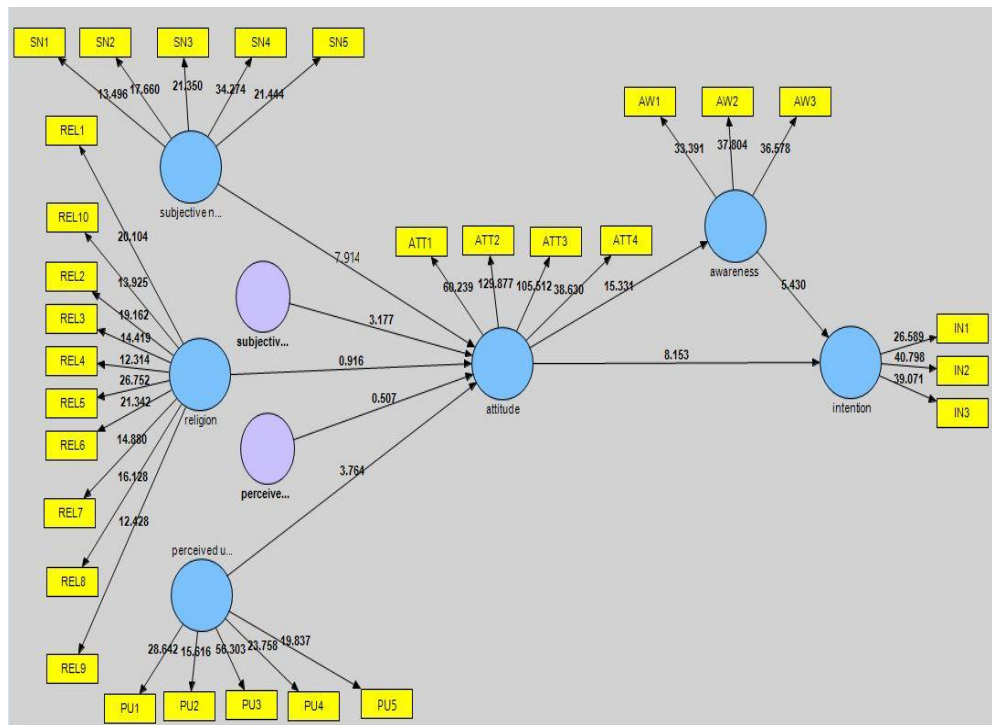 SN1
SN2
SN3
SN4
SN5
13.496
17.660
21.350
34.274
21.444
REL1
AW1
AW2
AW3
33.391
37.804
36.578
subjective n...
REL10
20.104
ATT1
ATT2
ATT3
ATT4
7.914
awareness
REL2
13.925
60.239
129.877
105.512
38.630
15.331
5.430
19.162
REL3
14.419
3.177
IN1
26.589
subjectiv...
REL4
12.314
0.916
8.153
40.798
IN2
REL5
26.752
39.071
21.342
0.507
attitude
intention
IN3
religion
REL6
14.880
3.764
16.128
perceive...
REL7
12.428
perceived u...
REL8
28.642
15.616
56.303
23.758
19.837
REL9
PU1
PU2
PU3
PU4
PU5